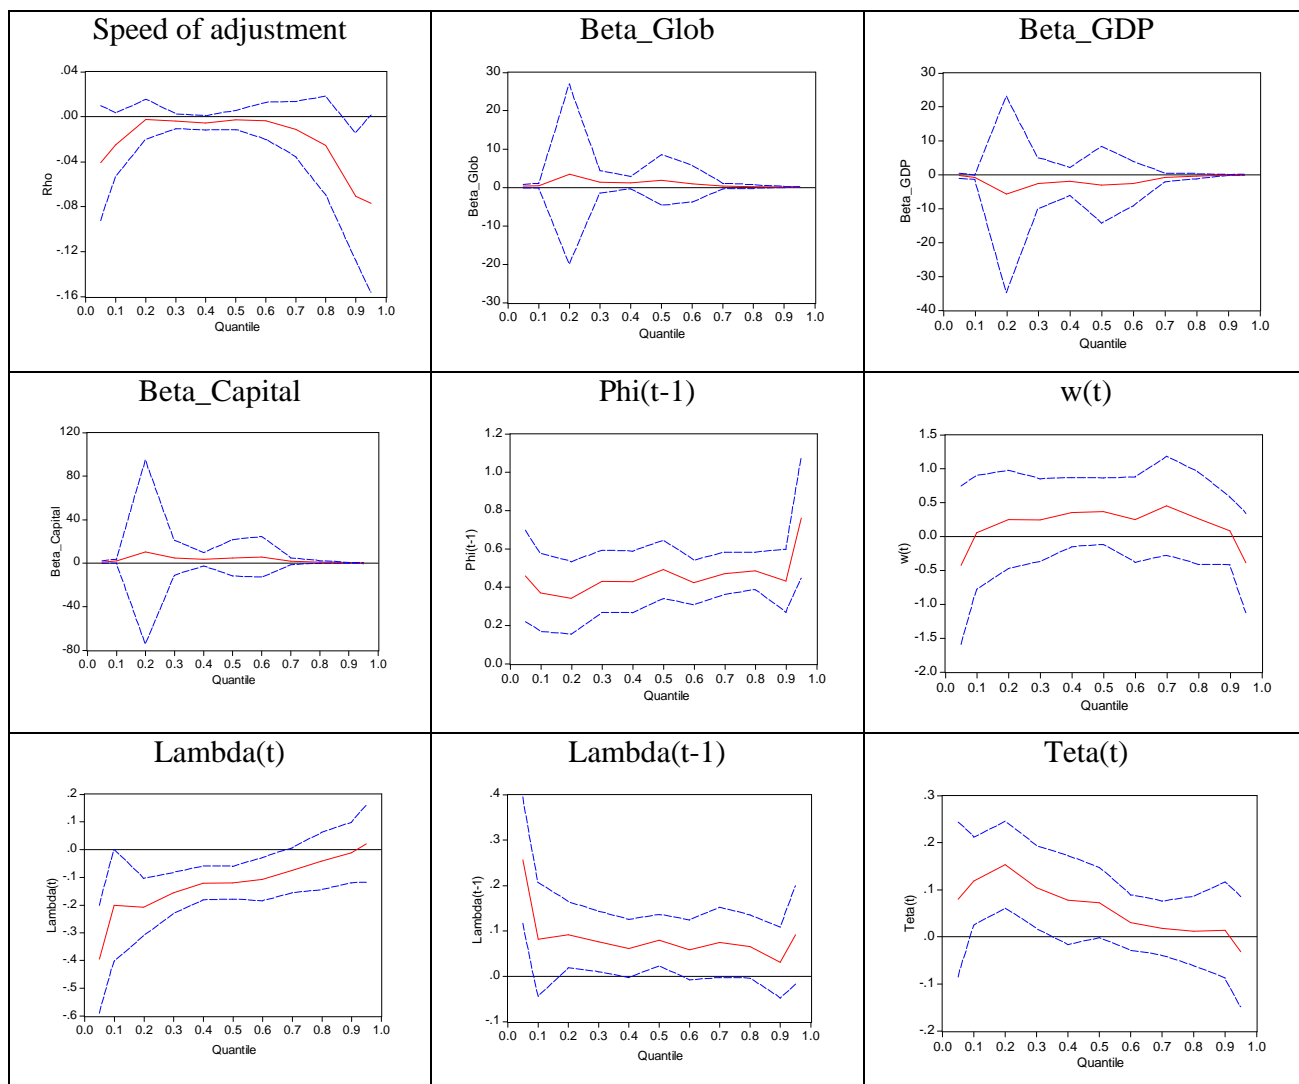 Speed of adjustment
.04
.00
-.04
-.08
-.12
-.16
Rho
0.0 0.1 0.2 0.3 0.4 0.5 0.6 0.7 0.8 0.9 1.0
Quantile
Beta_Glob
30
20
10
0
-10
-20
-30
Beta_Glob
0.0 0.1 0.2 0.3 0.4 0.5 0.6 0.7 0.8 0.9 1.0
Quantile
Beta_GDP
30
20
10
0
-10
-20
-30
-40
Beta_GDP
0.0 0.1 0.2 0.3 0.4 0.5 0.6 0.7 0.8 0.9 1.0
Quantile
Beta_Capital
120
80
40
0
-40
-80
Beta_Capital
0.0 0.1 0.2 0.3 0.4 0.5 0.6 0.7 0.8 0.9 1.0
Quantile
Phi(t-1)
1.2
1.0
0.8
0.6
0.4
0.2
0.0
Phi(t-1)
0.0 0.1 0.2 0.3 0.4 0.5 0.6 0.7 0.8 0.9 1.0
Quantile
w(t)
1.5
1.0
0.5
0.0
-0.5
-1.0
-1.5
-2.0
w(t)
0.0 0.1 0.2 0.3 0.4 0.5 0.6 0.7 0.8 0.9 1.0
Quantile
Lambda(t)
.2
.1
.0
-.1
-.2
-.3
-.4
-.5
-.6
Lambda(t)
0.0 0.1 0.2 0.3 0.4 0.5 0.6 0.7 0.8 0.9 1.0
Quantile
Lambda(t-1)
.4
.3
.2
.1
.0
-.1
Lambda(t-1)
0.0 0.1 0.2 0.3 0.4 0.5 0.6 0.7 0.8 0.9 1.0
Quantile
Teta(t)
.3
.2
.1
.0
-.1
-.2
Teta(t)
0.0 0.1 0.2 0.3 0.4 0.5 0.6 0.7 0.8 0.9 1.0
Quantile